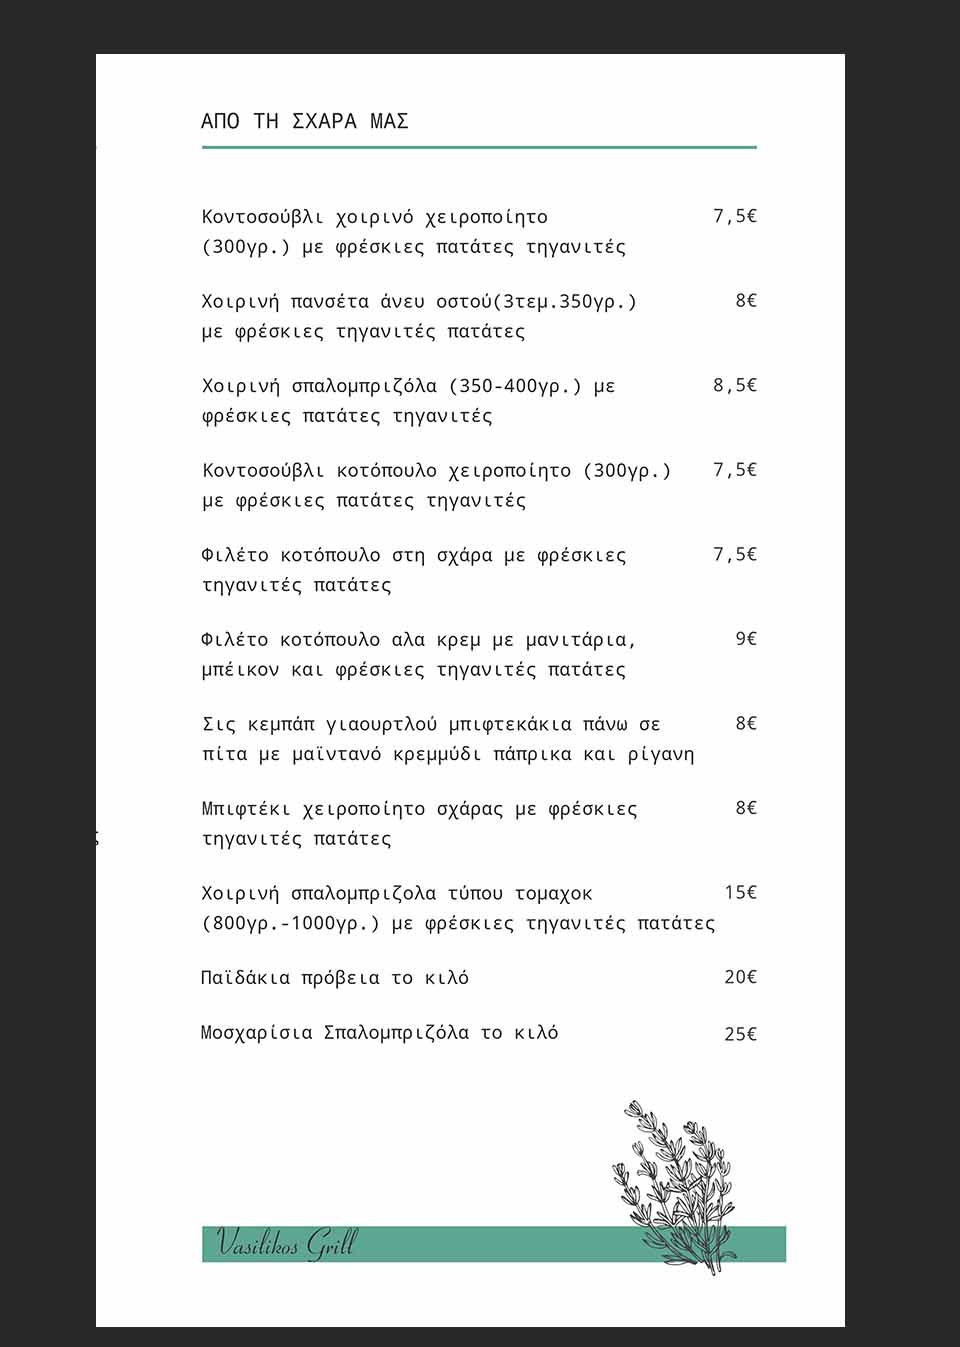 ΑΠΟ ΤΗ ΣΧΑΡΑ ΜΑΣ
Κοντοσούβλι χοιρινό χειροποίητο 7,5€
(300γρ.) με φρέσκιες πατάτες τηγανιτές
Χοιρινή πανσέτα άνευ οστού(3τεμ.350γρ.) 8€
με φρέσκιες τηγανιτές πατάτες
Χοιρινή σπαλομπριζόλα (350-400γρ.) με 8,5€
φρέσκιες πατάτες τηγανιτές
Κοντοσούβλι κοτόπουλο χειροποίητο (300γρ.) 7,5€
με φρέσκιες πατάτες τηγανιτές
Φιλέτο κοτόπουλο στη σχάρα με φρέσκιες 7,5€
τηγανιτές πατάτες
Φιλέτο κοτόπουλο αλα κρεμ με μανιτάρια, 9€
μπέικον και φρέσκιες τηγανιτές πατάτες
Σις κεμπάπ γιαουρτλού μπιφτεκάκια πάνω σε 8€
πίτα με μαϊντανό κρεμμύδι πάπρικα και ρίγανη
Μπιφτέκι χειροποίητο σχάρας με φρέσκιες 8€
τηγανιτές πατάτες
Χοιρινή σπαλομπριζολα τύπου τομαχοκ 15€
(800γρ.-1000γρ.) με φρέσκιες τηγανιτές πατάτες
Παϊδάκια πρόβεια το κιλό 20€
Μοσχαρίσια Σπαλομπριζόλα το κιλό 25€
Vasilikos Grill